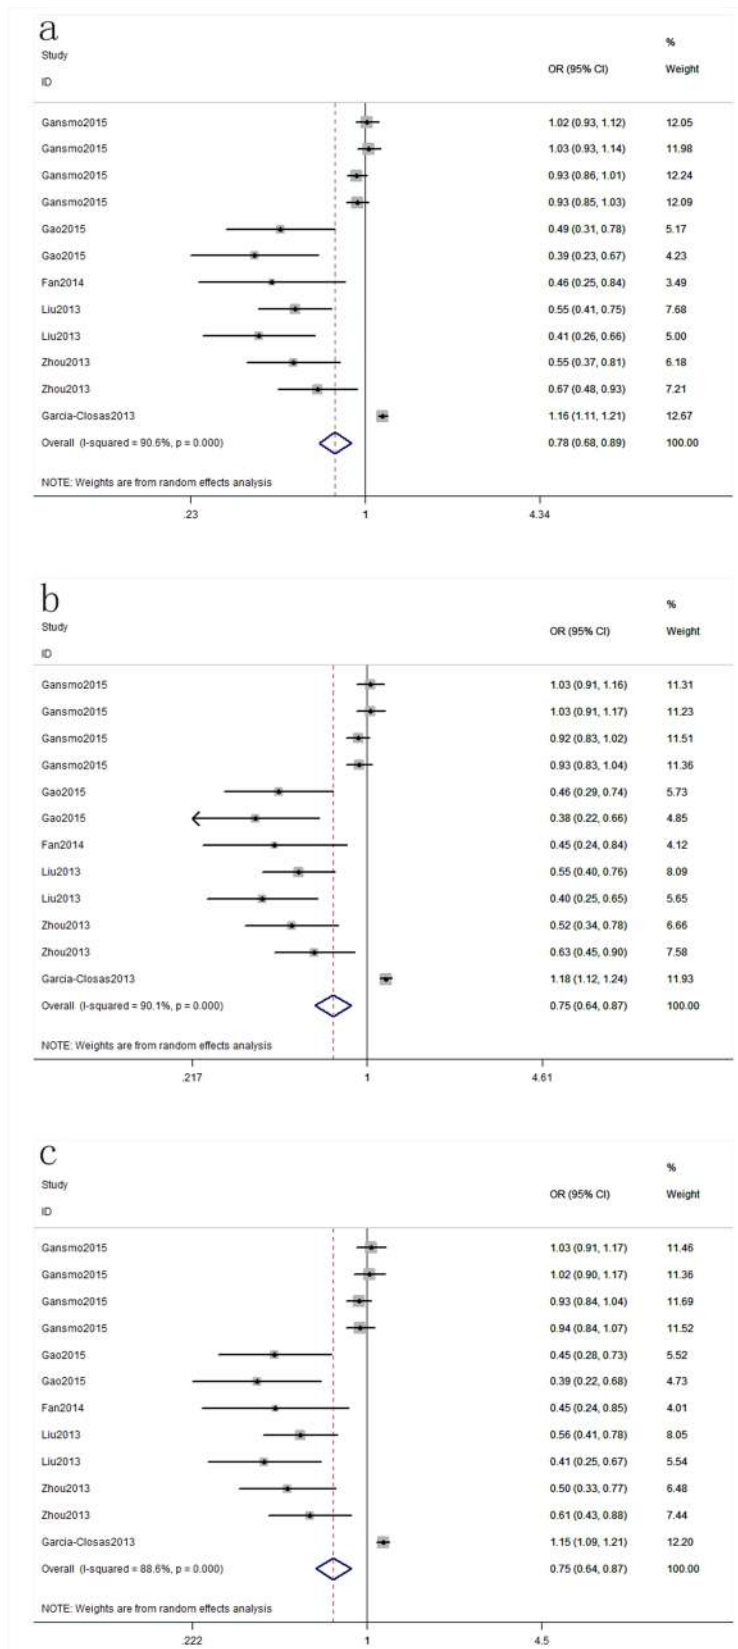 a
Study
ID
OR (95% CI)
%
Weight
Gansmo2015 1.02 (0.93, 1.12) 12.05
Gansmo2015 1.03 (0.93, 1.14) 11.98
Gansmo2015 0.93 (0.86, 1.01) 12.24
Gansmo2015 0.93 (0.85, 1.03) 12.09
Gao2015 0.49 (0.31, 0.78) 5.17
Gao2015 0.39 (0.23, 0.67) 4.23
Fan2014 0.46 (0.25, 0.84) 3.49
Liu2013 0.55 (0.41, 0.75) 7.68
Liu2013 0.41 (0.26, 0.66) 5.00
Zhou2013 0.55 (0.37, 0.81) 6.18
Zhou2013 0.67 (0.48, 0.93) 7.21
Garcia-Closas2013 1.16 (1.11, 1.21) 12.67
Overall (I-squared = 90.6%, p = 0.000) 0.78 (0.68, 0.89) 100.00
NOTE: Weights are from random effects analysis
.23 1 4.34
b
Study
ID
OR (95% CI)
%
Weight
Gansmo2015 1.03 (0.91, 1.16) 11.31
Gansmo2015 1.03 (0.91, 1.17) 11.23
Gansmo2015 0.92 (0.83, 1.02) 11.51
Gansmo2015 0.93 (0.83, 1.04) 11.36
Gao2015 0.46 (0.29, 0.74) 5.73
Gao2015 0.38 (0.22, 0.66) 4.85
Fan2014 0.45 (0.24, 0.84) 4.12
Liu2013 0.55 (0.40, 0.76) 8.09
Liu2013 0.40 (0.25, 0.65) 5.65
Zhou2013 0.52 (0.34, 0.78) 6.66
Zhou2013 0.63 (0.45, 0.90) 7.58
Garcia-Closas2013 1.18 (1.12, 1.24) 11.93
Overall (I-squared = 90.1%, p = 0.000) 0.75 (0.64, 0.87) 100.00
NOTE: Weights are from random effects analysis
.217 1 4.61
c
Study
ID
OR (95% CI)
%
Weight
Gansmo2015 1.03 (0.91, 1.17) 11.46
Gansmo2015 1.02 (0.90, 1.17) 11.36
Gansmo2015 0.93 (0.84, 1.04) 11.69
Gansmo2015 0.94 (0.84, 1.07) 11.52
Gao2015 0.45 (0.28, 0.73) 5.52
Gao2015 0.39 (0.22, 0.68) 4.73
Fan2014 0.45 (0.24, 0.85) 4.01
Liu2013 0.56 (0.41, 0.78) 8.05
Liu2013 0.41 (0.25, 0.67) 5.54
Zhou2013 0.50 (0.33, 0.77) 6.48
Zhou2013 0.61 (0.43, 0.88) 7.44
Garcia-Closas2013 1.15 (1.09, 1.21) 12.20
Overall (I-squared = 88.6%, p = 0.000) 0.75 (0.64, 0.87) 100.00
NOTE: Weights are from random effects analysis
.222 1 4.5